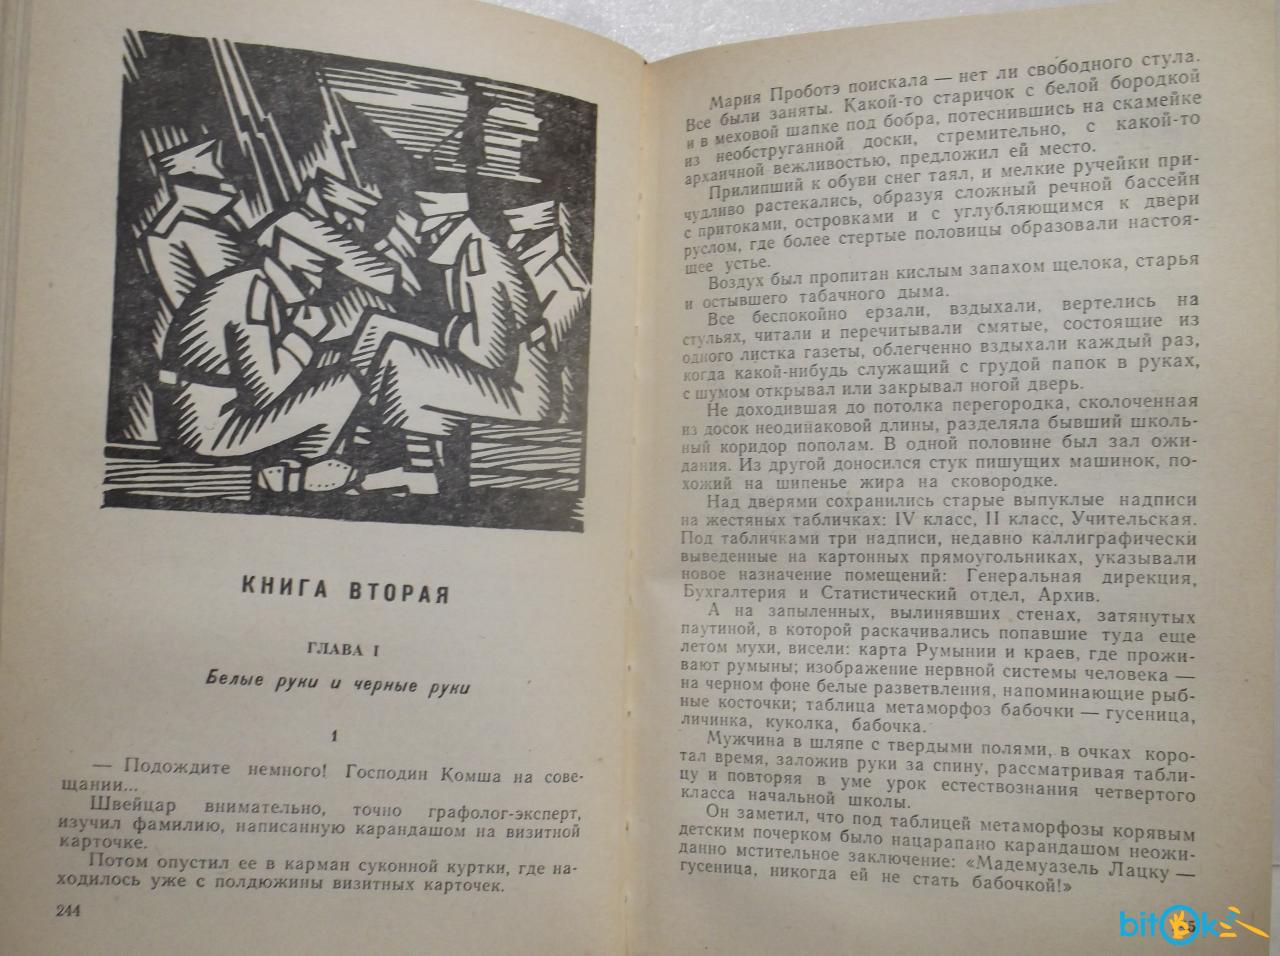 КНИГА ВТОРАЯ
ГЛАВА I
Белые руки и черные руки
1
— Подождите немного! Господин Комша на сове-
щании...
Швейцар внимательно, точно графолог-эксперт,
изучил фамилию, написанную карандашом на визитной
карточке.
Потом опустил ее в карман суконной куртки, где на-
ходилось уже с полдюжины визитных карточек.
244
Мария Проботэ поискала — нет ли свободного стула.
Все были заняты. Какой-то старичок с белой бородкой
и в меховой шапке под бобра, потеснившись на скамейке
из необструганной доски, стремительно, с какой-то
архаичной вежливостью, предложил ей место.
Прилипший к обуви снег таял, и мелкие ручейки при-
чудливо растекались, образуя сложный речной бассейн
с притоками, островками и с углубляющимся к двери
руслом, где более стертые половицы образовали настоя-
щее устье.
Воздух был пропитан кислым запахом щелока, старья
и остывшего табачного дыма.
Все беспокойно ерзали, вздыхали, вертелись на
стульях, читали и перечитывали смятые, состоящие из
одного листка газеты, облегченно вздыхали каждый раз,
когда какой-нибудь служащий с грудой папок в руках,
с шумом открывал или закрывал ногой дверь.
Не доходившая до потолка перегородка, сколоченная
из досок неодинаковой длины, разделяла бывший школь-
ный коридор пополам. В одной половине был зал ожи-
дания. Из другой доносился стук пишущих машинок, по-
хожий на шипенье жира на сковородке.
Над дверями сохранились старые выпуклые надписи
на жестяных табличках: IV класс, II класс, Учительская.
Под табличками три надписи, недавно каллиграфически
выведенные на картонных прямоугольниках, указывали
новое назначение помещений: Генеральная дирекция,
Бухгалтерия и Статистический отдел, Архив.
А на запыленных, вылинявших стенах, затянутых
паутиной, в которой раскачивались попавшие туда еще
летом мухи, висели: карта Румынии и краев, где прожи-
вают румыны; изображение нервной системы человека —
на черном фоне белые разветвления, напоминающие рыб-
ные косточки; таблица метаморфоз бабочки — гусеница,
личинка, куколка, бабочка.
Мужчина в шляпе с твердыми полями, в очках коро-
тал время, заложив руки за спину, рассматривая табли-
цу и повторяя в уме урок естествознания четвертого
класса начальной школы.
Он заметил, что под таблицей метаморфозы корявым
детским почерком было нацарапано карандашом неожи-
данно мстительное заключение: «Мадемуазель Лацку —
гусеница, никогда ей не стать бабочкой!»
bitOk